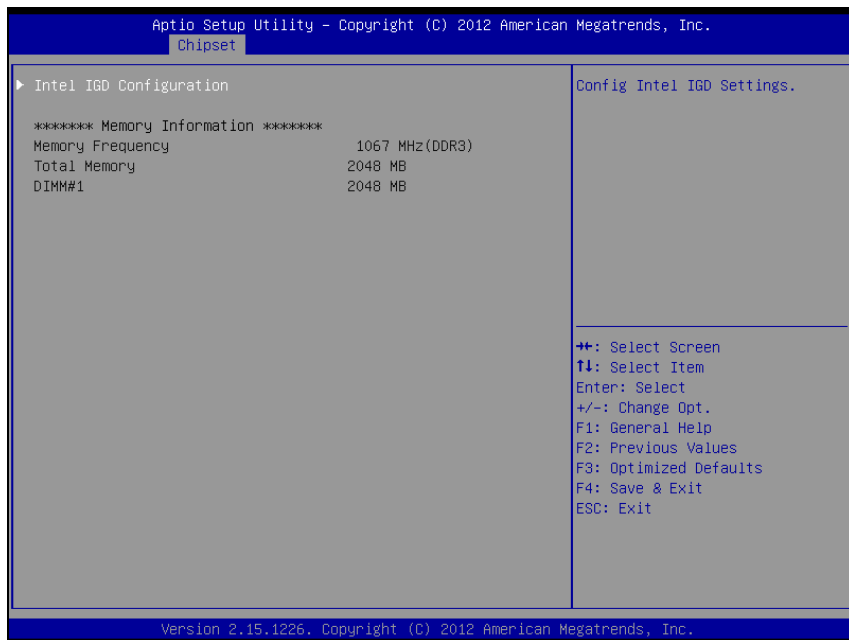 Aptio Setup Utility – Copyright (C) 2012 American Megatrends, Inc.
Chipset
▶ Intel IGD Configuration
******* Memory Information *******
Memory Frequency 1067 MHz(DDR3)
Total Memory 2048 MB
DIMM#1 2048 MB
Config Intel IGD Settings.
→←: Select Screen
↑↓: Select Item
Enter: Select
+/-: Change Opt.
F1: General Help
F2: Previous Values
F3: Optimized Defaults
F4: Save & Exit
ESC: Exit
Version 2.15.1226. Copyright (C) 2012 American Megatrends, Inc.